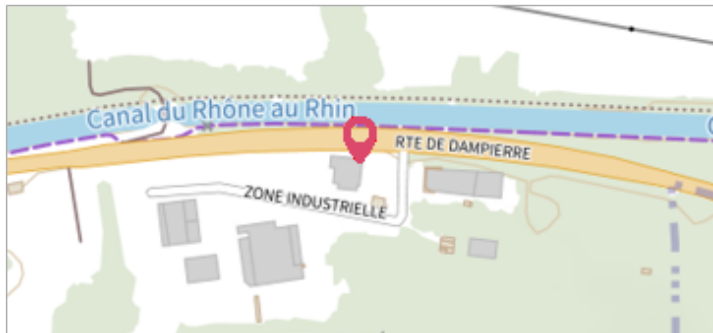 Canal du Rhône au Rhin
C
RTE DE DAMPIERRE
ZONE INDUSTRIELLE